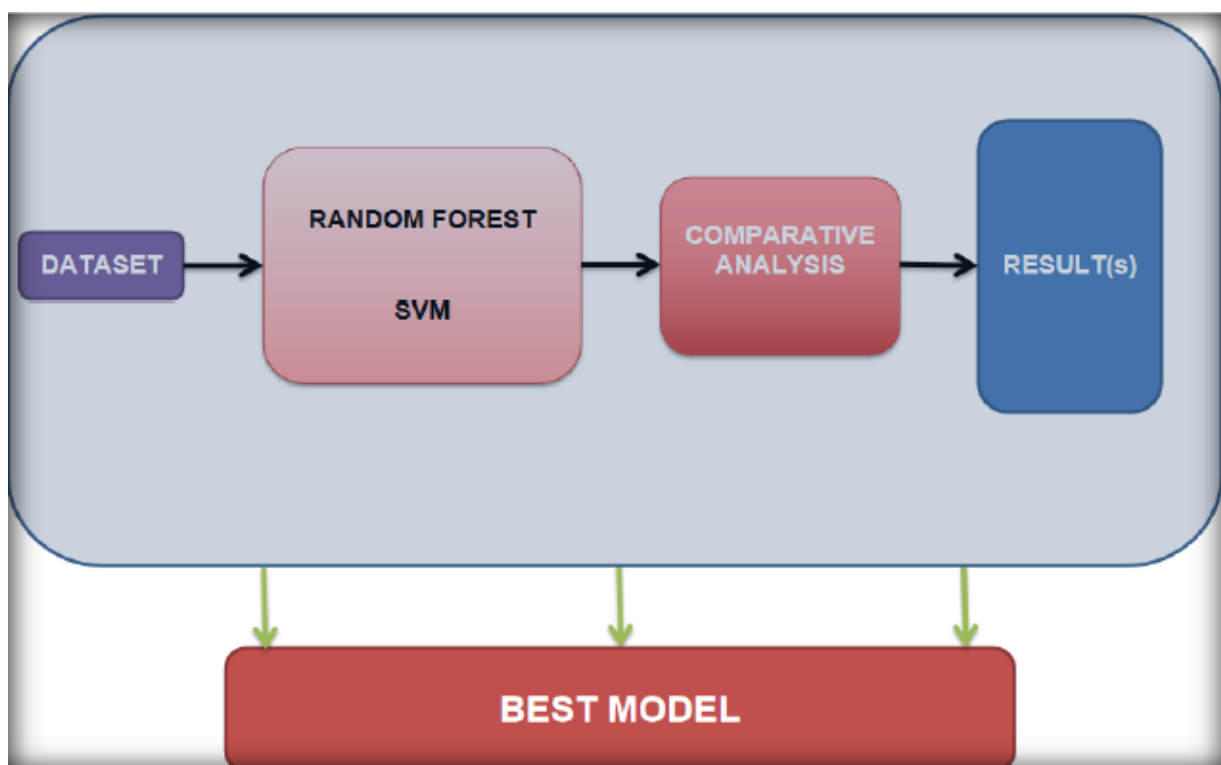 DATASET
RANDOM FOREST
SVM
COMPARATIVE
ANALYSIS
RESULT(s)
BEST MODEL